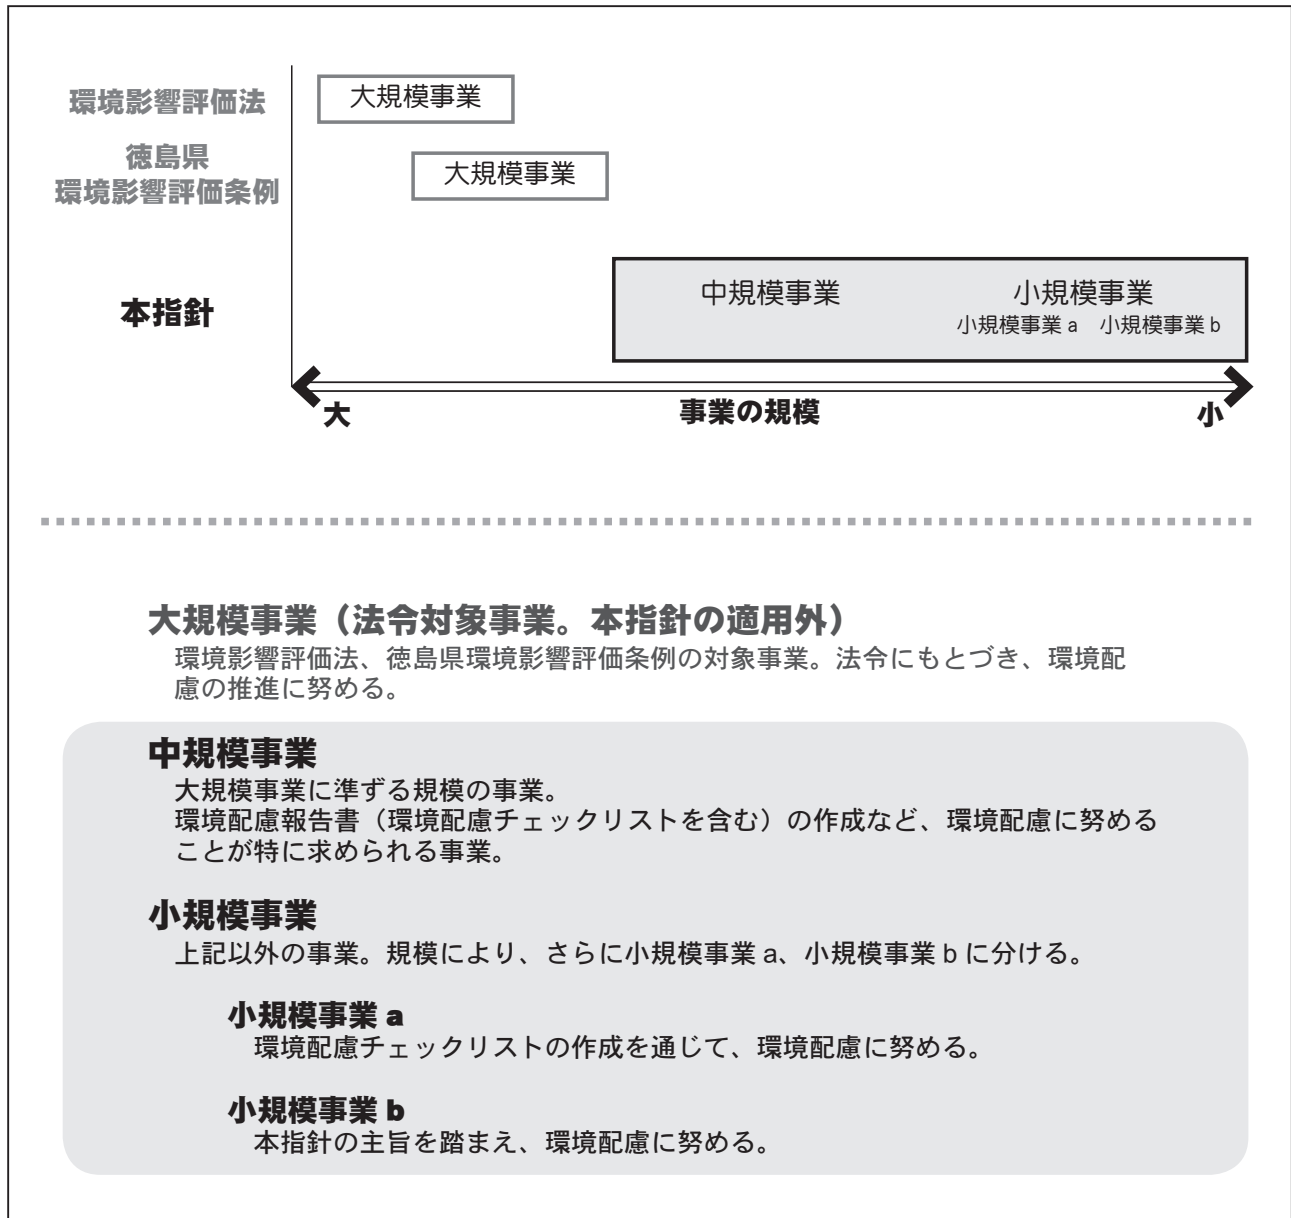 環境影響評価法
大規模事業
徳島県
環境影響評価条例
大規模事業
本指針
中規模事業
小規模事業
小規模事業 a 小規模事業 b
大
事業の規模
小
大規模事業（法令対象事業。本指針の適用外）
環境影響評価法、徳島県環境影響評価条例の対象事業。法令にもとづき、環境配
慮の推進に努める。
中規模事業
大規模事業に準ずる規模の事業。
環境配慮報告書（環境配慮チェックリストを含む）の作成など、環境配慮に努める
ことが特に求められる事業。
小規模事業
上記以外の事業。規模により、さらに小規模事業 a、小規模事業 b に分ける。
小規模事業 a
環境配慮チェックリストの作成を通じて、環境配慮に努める。
小規模事業 b
本指針の主旨を踏まえ、環境配慮に努める。